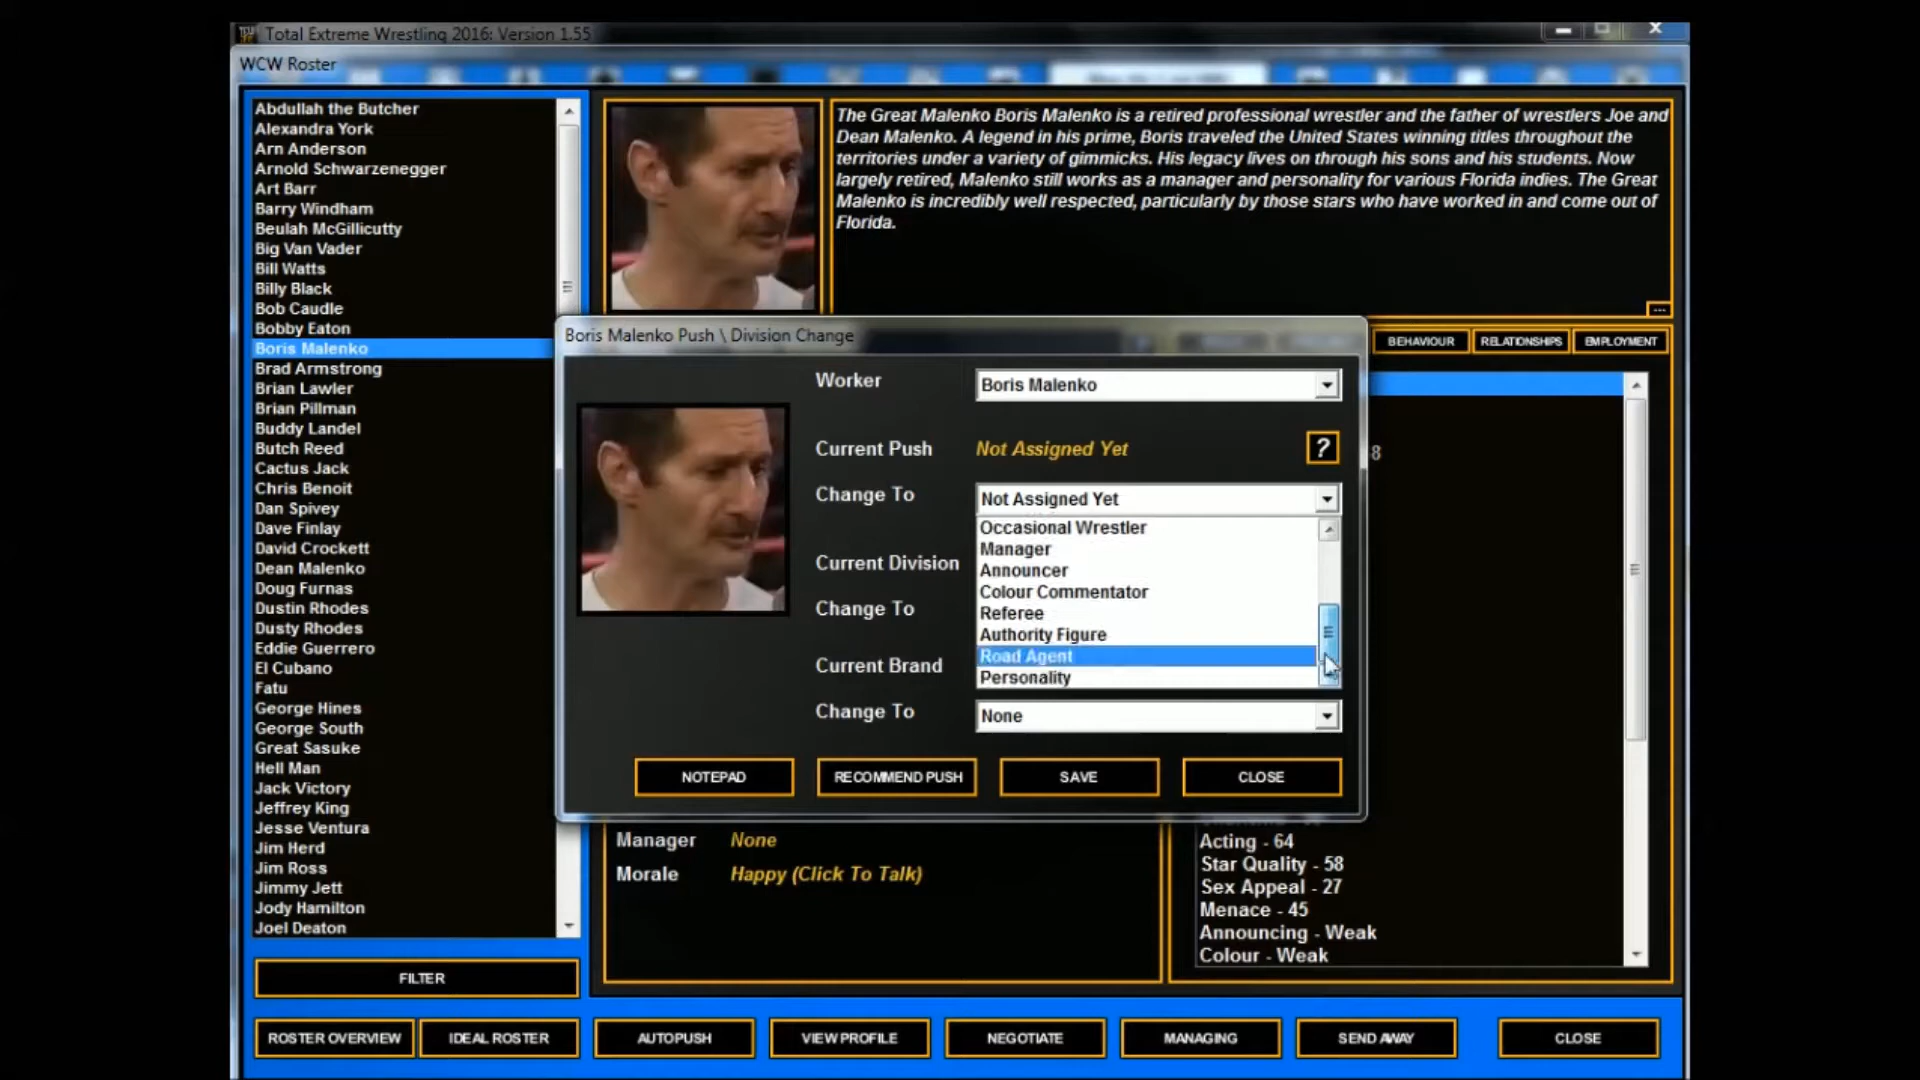 Total Extreme Wrestling 2016: Version 1.55
WCW Roster
Abdullah the Butcher
Alexandra York
Arn Anderson
Arnold Schwarzenegger
Art Barr
Barry Windham
Beulah McGillicutty
Big Van Vader
Bill Watts
Billy Black
Bob Caudle
Bobby Eaton
Boris Malenko
Brad Armstrong
Brian Lawler
Brian Pillman
Buddy Landel
Butch Reed
Cactus Jack
Chris Benoit
Dan Spivey
Dave Finlay
David Crockett
Dean Malenko
Doug Furnas
Dustin Rhodes
Dusty Rhodes
Eddie Guerrero
El Cubano
Fatu
George Hines
George South
Great Sasuke
Hell Man
Jack Victory
Jeffrey King
Jesse Ventura
Jim Herd
Jim Ross
Jimmy Jett
Jody Hamilton
Joel Deaton
FILTER
The Great Malenko Boris Malenko is a retired professional wrestler and the father of wrestlers Joe and
Dean Malenko. A legend in his prime, Boris traveled the United States winning titles throughout the
territories under a variety of gimmicks. His legacy lives on through his sons and his students. Now
largely retired, Malenko still works as a manager and personality for various Florida indies. The Great
Malenko is incredibly well respected, particularly by those stars who have worked in and come out of
Florida.
...
BEHAVIOUR RELATIONSHIPS EMPLOYMENT
8
Boris Malenko Push \ Division Change
Worker Boris Malenko
Current Push Not Assigned Yet ?
Change To Not Assigned Yet
Occasional Wrestler
Manager
Announcer
Colour Commentator
Referee
Authority Figure
Road Agent
Personality
Current Division
Change To
Current Brand
Change To None
NOTEPAD RECOMMEND PUSH SAVE CLOSE
Manager None
Morale Happy (Click To Talk)
Acting - 64
Star Quality - 58
Sex Appeal - 27
Menace - 45
Announcing - Weak
Colour - Weak
ROSTER OVERVIEW IDEAL ROSTER AUTOPUSH VIEW PROFILE NEGOTIATE MANAGING SEND AWAY CLOSE